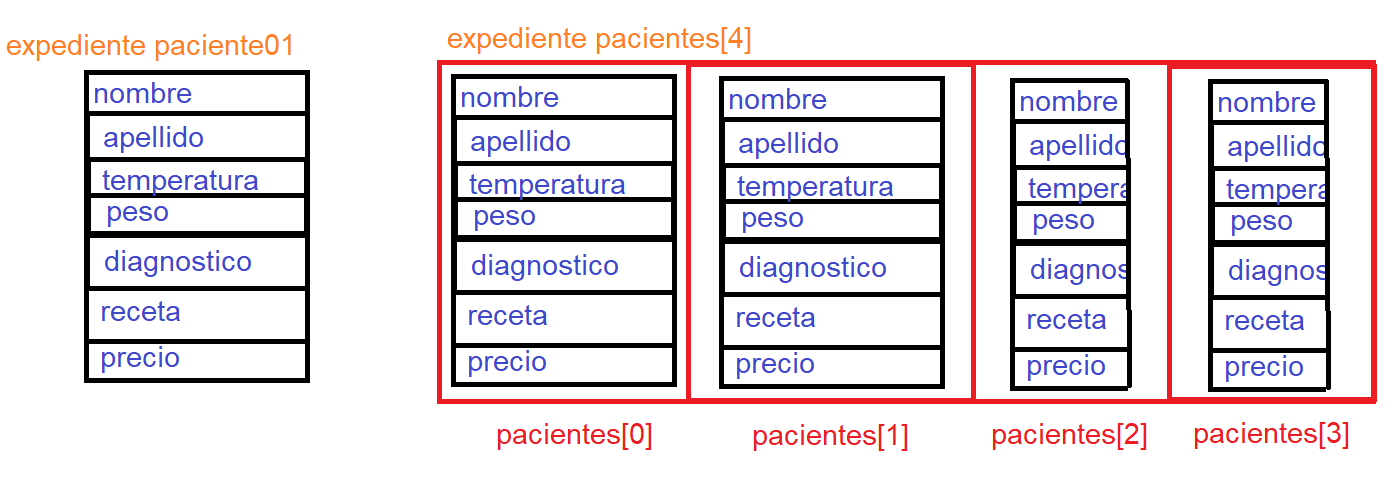 expediente paciente01
nombre
apellido
temperatura
peso
diagnostico
receta
precio
expediente pacientes[4]
nombre
apellido
temperatura
peso
diagnostico
receta
precio
pacientes[0]
nombre
apellido
temperatura
peso
diagnostico
receta
precio
pacientes[1]
nombre
apellido
tempera
peso
diagnos
receta
precio
pacientes[2]
nombre
apellido
tempera
peso
diagnos
receta
precio
pacientes[3]